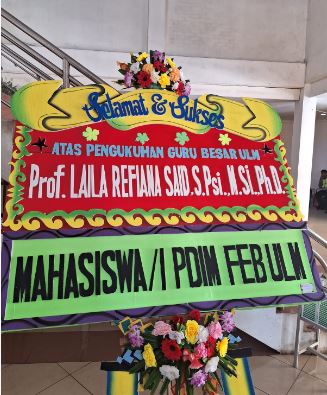 Selamat & Sukses
ATAS PENGUKUHAN GURU BESAR ULM
Prof. LAILA REFIANA SAID.S.Psi.,M.Si.,Ph.D.
MAHASISWA/I PDIM FEB ULM